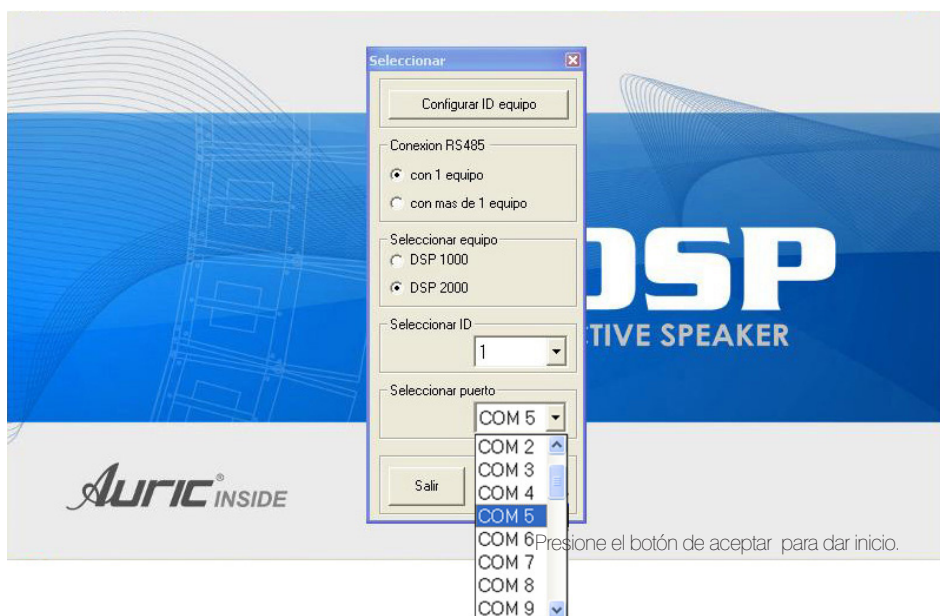 Seleccionar
Configurar ID equipo
Conexion RS485
con 1 equipo
con mas de 1 equipo
Seleccionar equipo
DSP 1000
DSP 2000
Seleccionar ID
1
Seleccionar puerto
COM 5
COM 2
COM 3
COM 4
COM 5
COM 6
COM 7
COM 8
COM 9
Salir
DSP
TIVE SPEAKER
AURIC® INSIDE
Presione el botón de aceptar para dar inicio.